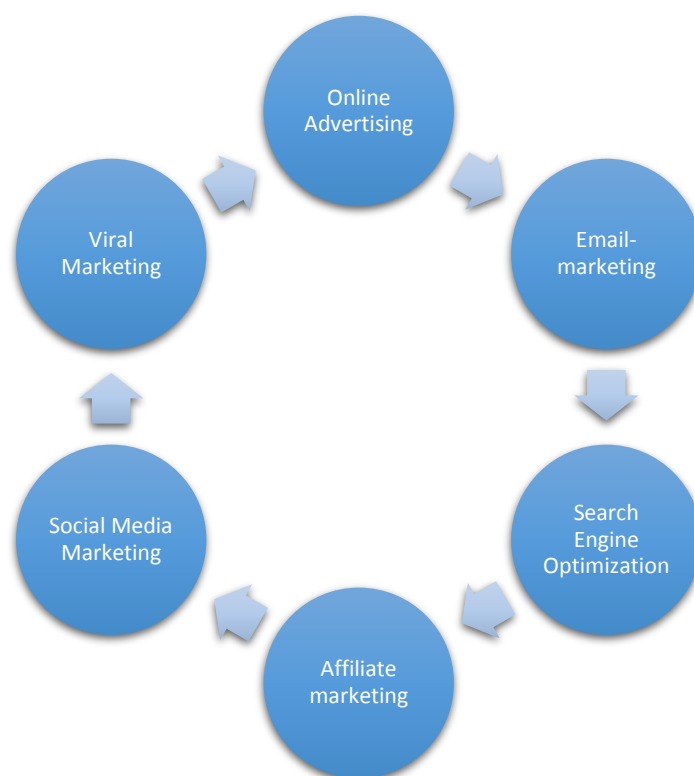 Online
Advertising
Email-
marketing
Search
Engine
Optimization
Affiliate
marketing
Social Media
Marketing
Viral
Marketing